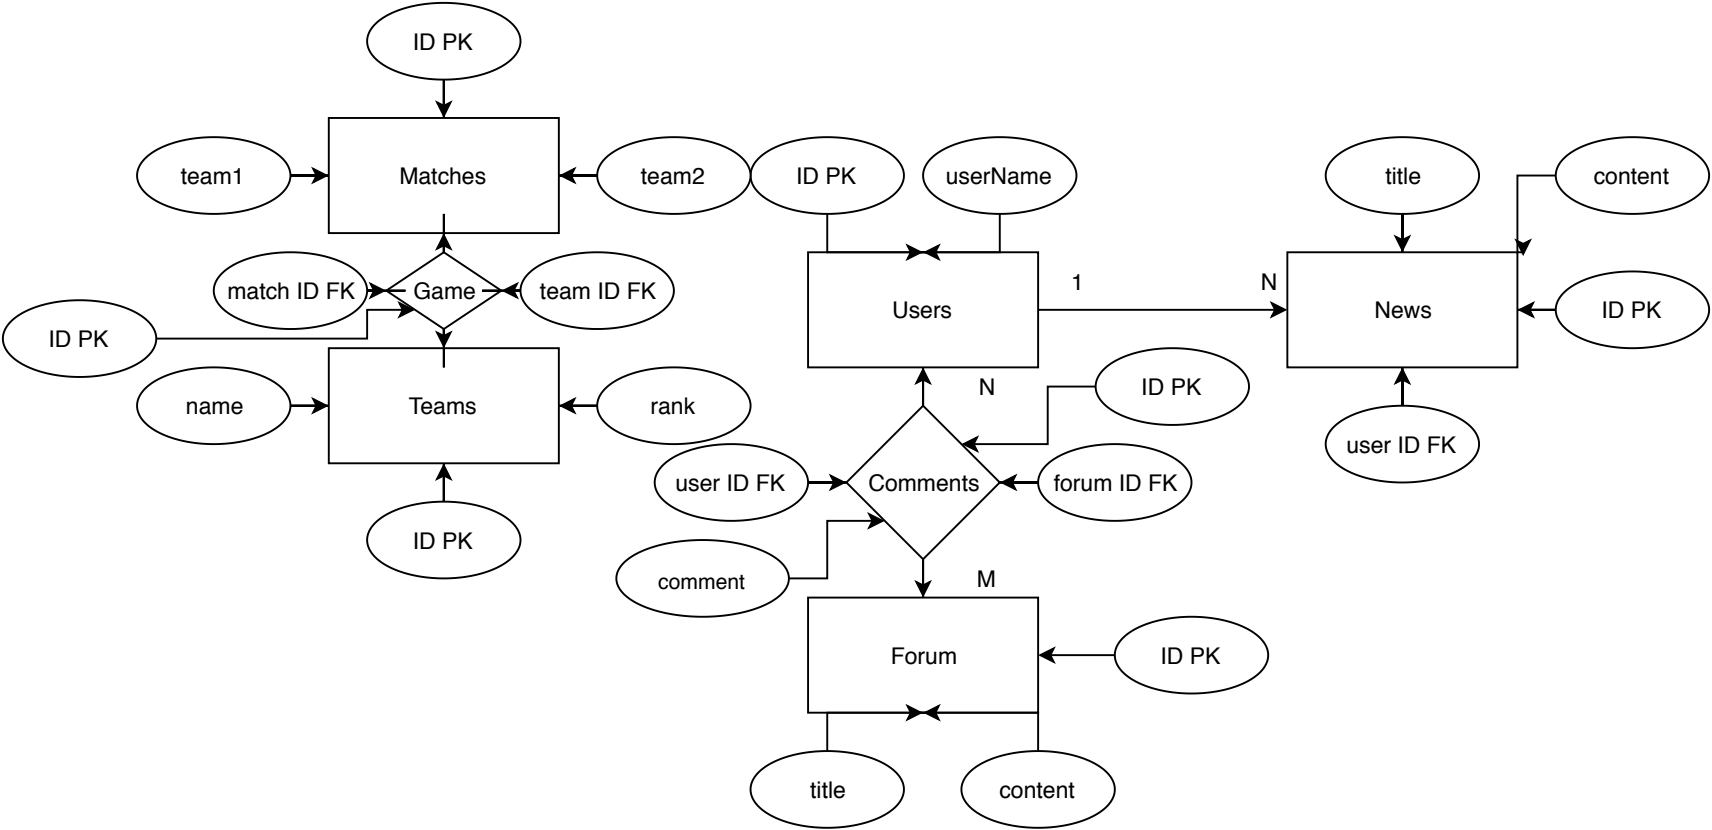 ID PK
team1
Matches
team2
ID PK
userName
title
content
match ID FK
Game
team ID FK
1
N
ID PK
Users
News
ID PK
name
Teams
rank
N
ID PK
user ID FK
user ID FK
Comments
forum ID FK
ID PK
comment
M
Forum
ID PK
title
content